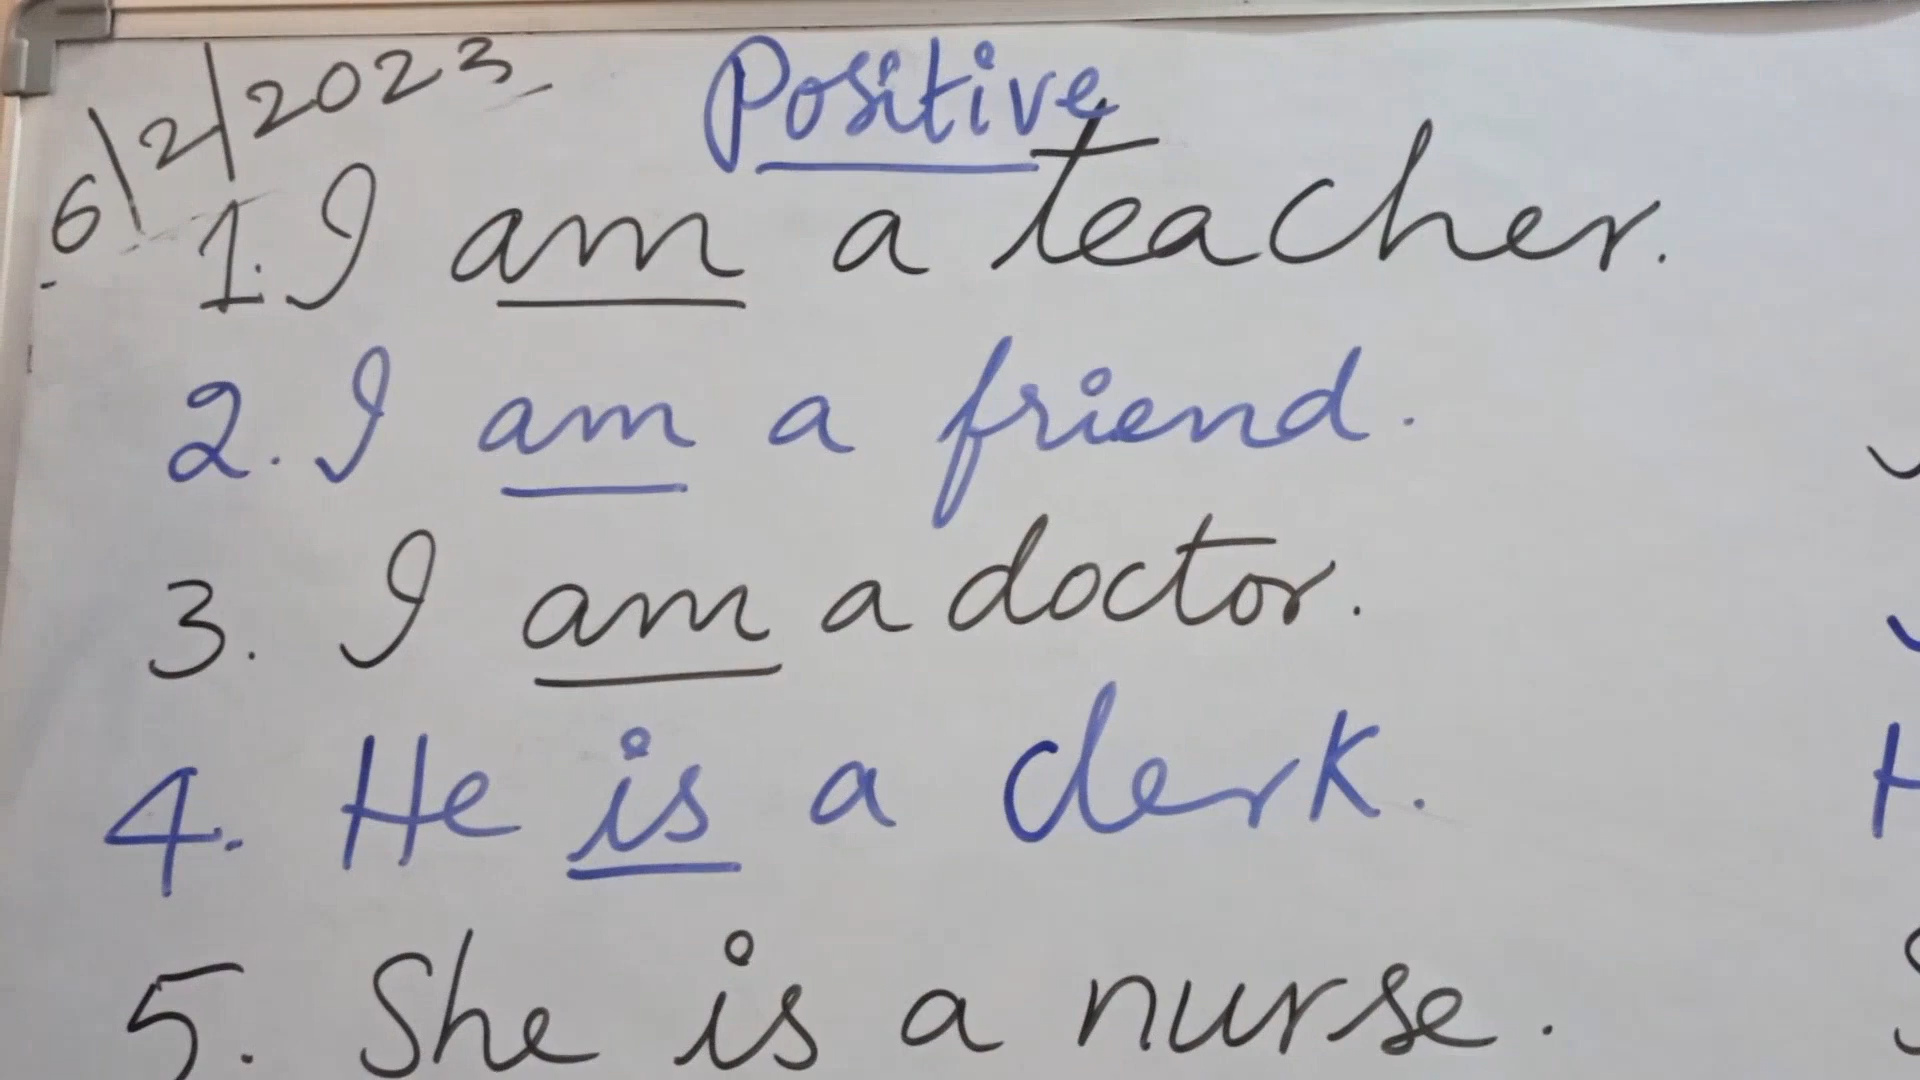 6/2/2023
Positive
1. I am a teacher.
2. I am a friend.
3. I am a doctor.
4. He is a clerk.
5. She is a nurse.